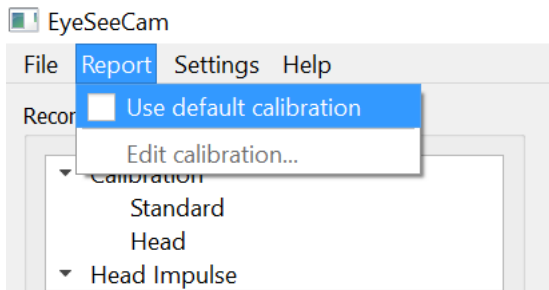 EyeSeeCam
File Report Settings Help
Use default calibration
Edit calibration...
Calibration
Standard
Head
Head Impulse